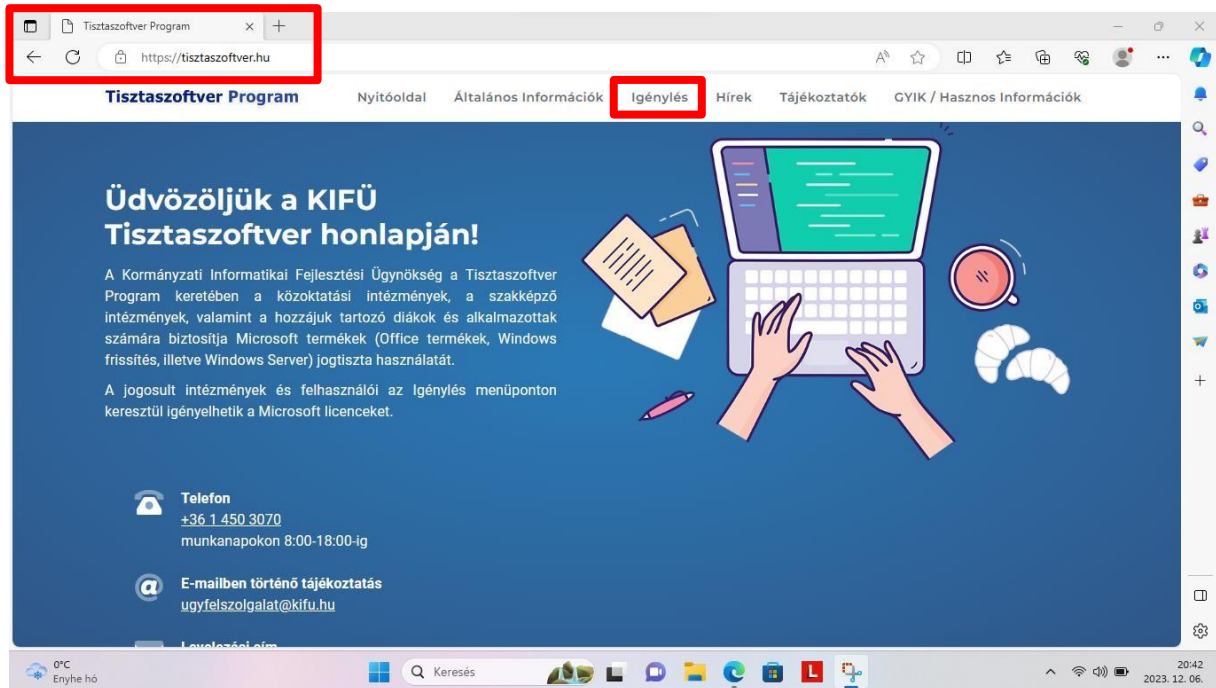 Tisztaszoftver Program
https://tisztaszoftver.hu
Tisztaszoftver Program Nyitóoldal Általános Információk Igénylés Hírek Tájékoztatók GYIK / Hasznos Információk
Üdvözöljük a KIFÜ
Tisztaszoftver honlapján!
A Kormányzati Informatikai Fejlesztési Ügynökség a Tisztaszoftver
Program keretében a közoktatási intézmények, a szakképző
intézmények, valamint a hozzájuk tartozó diákok és alkalmazottak
számára biztosítja Microsoft termékek (Office termékek, Windows
frissítés, illetve Windows Server) jogtiszta használatát.
A jogosult intézmények és felhasználói az Igénylés menüponton
keresztül igényelhetik a Microsoft licenceket.
Telefon
+36 1 450 3070
munkanapokon 8:00-18:00-ig
@
E-mailben történő tájékoztatás
ugyfelszolgalat@kifu.hu
Levelezési cím
0°C
Enyhe hó
Keresés
L
20:42
2023. 12. 06.